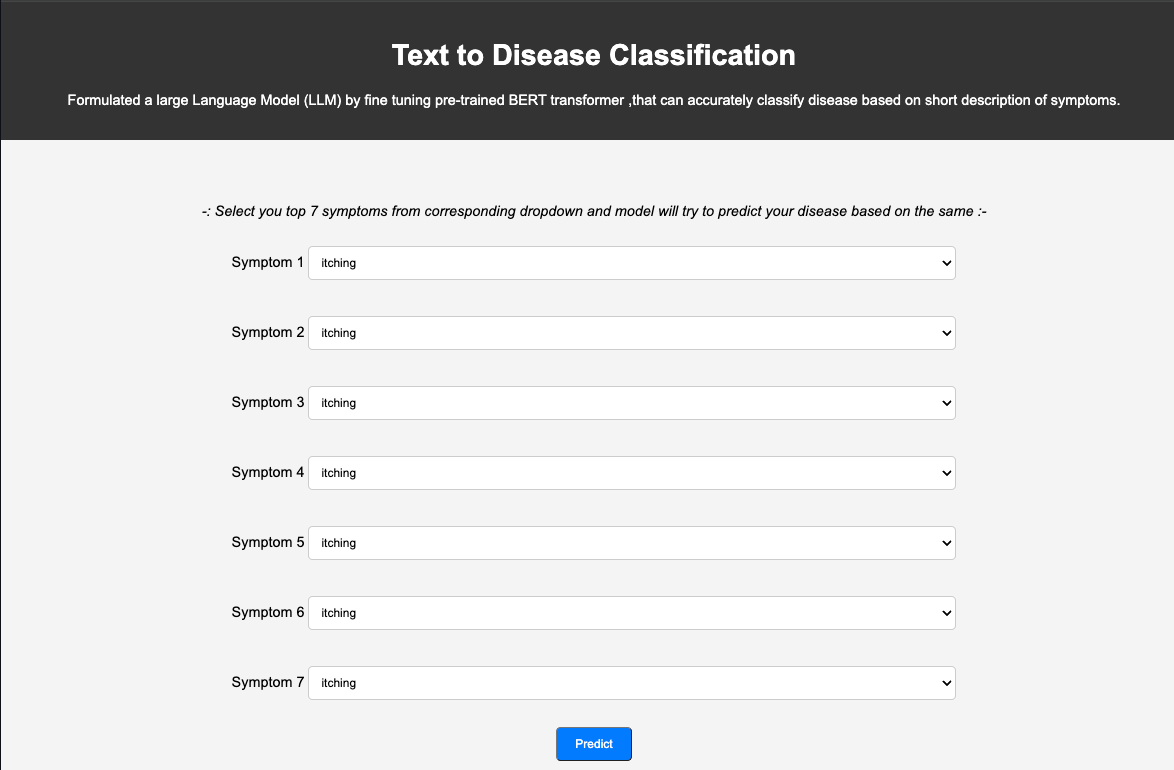 Text to Disease Classification
Formulated a large Language Model (LLM) by fine tuning pre-trained BERT transformer ,that can accurately classify disease based on short description of symptoms.
-: Select you top 7 symptoms from corresponding dropdown and model will try to predict your disease based on the same :-
Symptom 1 itching
Symptom 2 itching
Symptom 3 itching
Symptom 4 itching
Symptom 5 itching
Symptom 6 itching
Symptom 7 itching
Predict